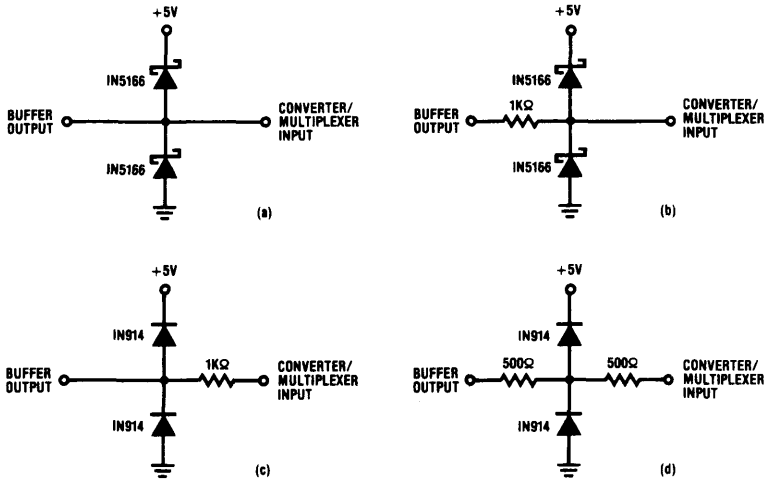 +5V
IN5166
BUFFER
OUTPUT
CONVERTER/
MULTIPLEXER
INPUT
IN5166
(a)
+5V
IN5166
BUFFER
OUTPUT
1KΩ
CONVERTER/
MULTIPLEXER
INPUT
IN5166
(b)
+5V
IN914
BUFFER
OUTPUT
1KΩ
CONVERTER/
MULTIPLEXER
INPUT
IN914
(c)
+5V
IN914
BUFFER
OUTPUT
500Ω
500Ω
CONVERTER/
MULTIPLEXER
INPUT
IN914
(d)